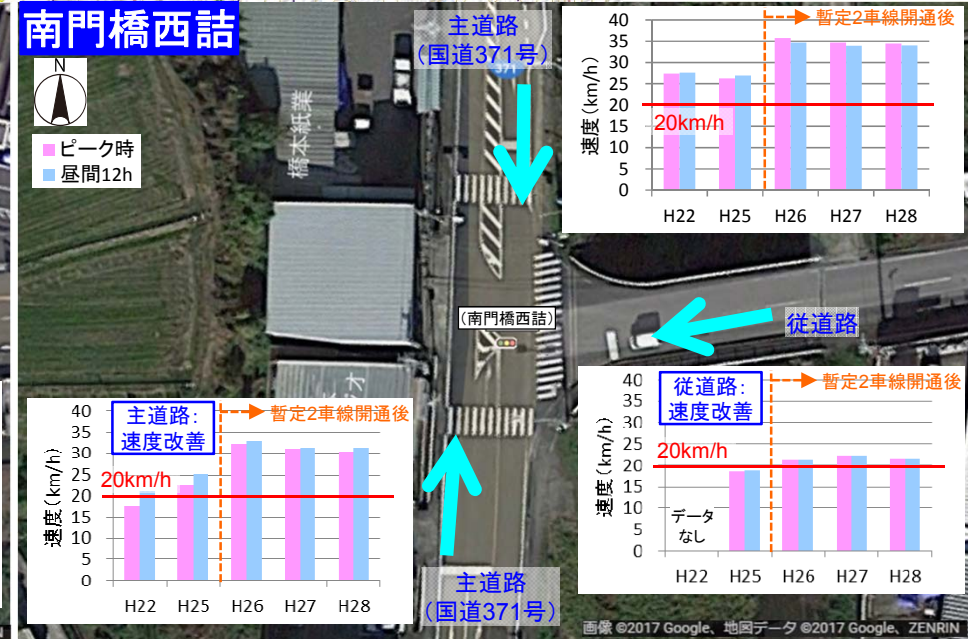 南門橋西詰
N
ピーク時
昼間12h
主道路
(国道371号)
371
橋本紙業
速度(km/h)
40
35
30
25
20
15
10
5
0
暫定2車線開通後
20km/h
H22
H25
H26
H27
H28
(南門橋西詰)
従道路
主道路:
速度改善
暫定2車線開通後
速度(km/h)
40
35
30
25
20
15
10
5
0
20km/h
H22
H25
H26
H27
H28
主道路
(国道371号)
従道路:
速度改善
暫定2車線開通後
速度(km/h)
40
35
30
25
20
15
10
5
0
20km/h
データ
なし
H22
H25
H26
H27
H28
画像 ©2017 Google、地図データ ©2017 Google、ZENRIN